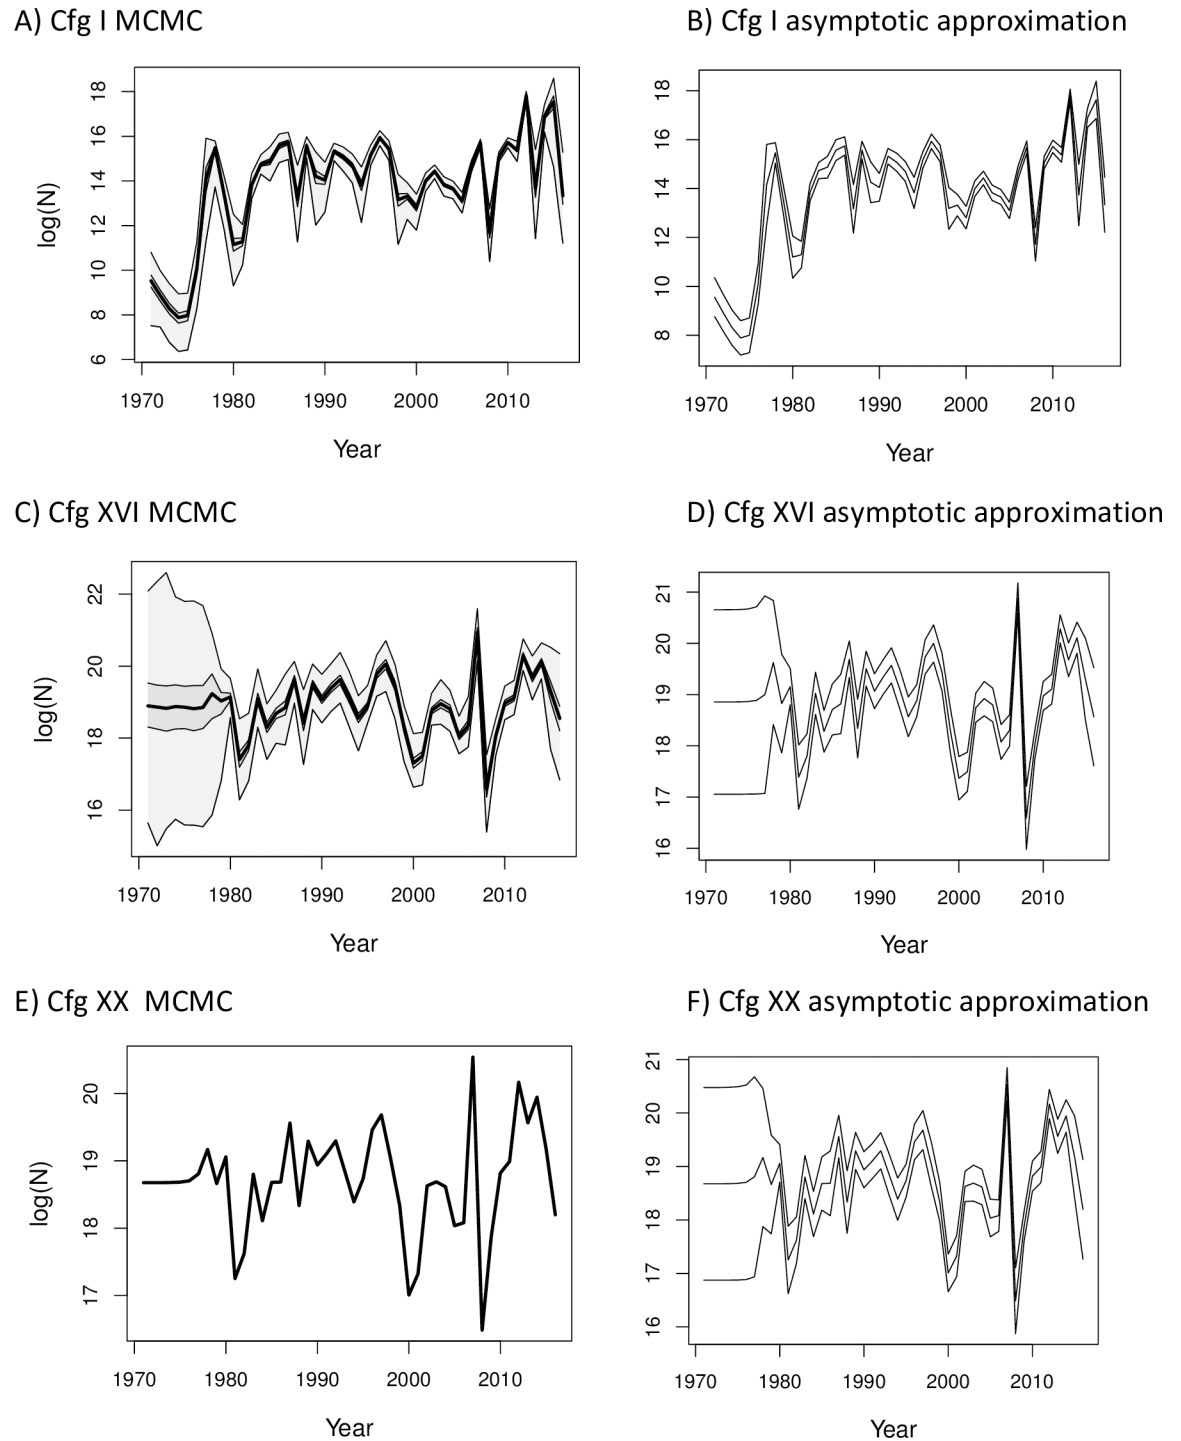 A) Cfg I MCMC
B) Cfg I asymptotic approximation
log(N)
18
16
14
12
10
8
6
1970 1980 1990 2000 2010
Year
18
16
14
12
10
8
1970 1980 1990 2000 2010
Year
C) Cfg XVI MCMC
D) Cfg XVI asymptotic approximation
log(N)
22
20
18
16
1970 1980 1990 2000 2010
Year
21
20
19
18
17
16
1970 1980 1990 2000 2010
Year
E) Cfg XX MCMC
F) Cfg XX asymptotic approximation
log(N)
20
19
18
17
1970 1980 1990 2000 2010
Year
21
20
19
18
17
16
1970 1980 1990 2000 2010
Year